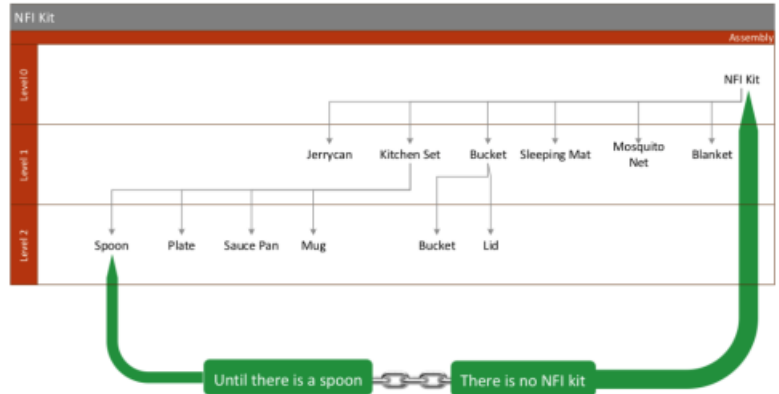 NFI Kit
Assembly
Level 0
NFI Kit
Level 1
Jerrycan
Kitchen Set
Bucket
Sleeping Mat
Mosquito
Net
Blanket
Level 2
Spoon
Plate
Sauce Pan
Mug
Bucket
Lid
Until there is a spoon
There is no NFI kit